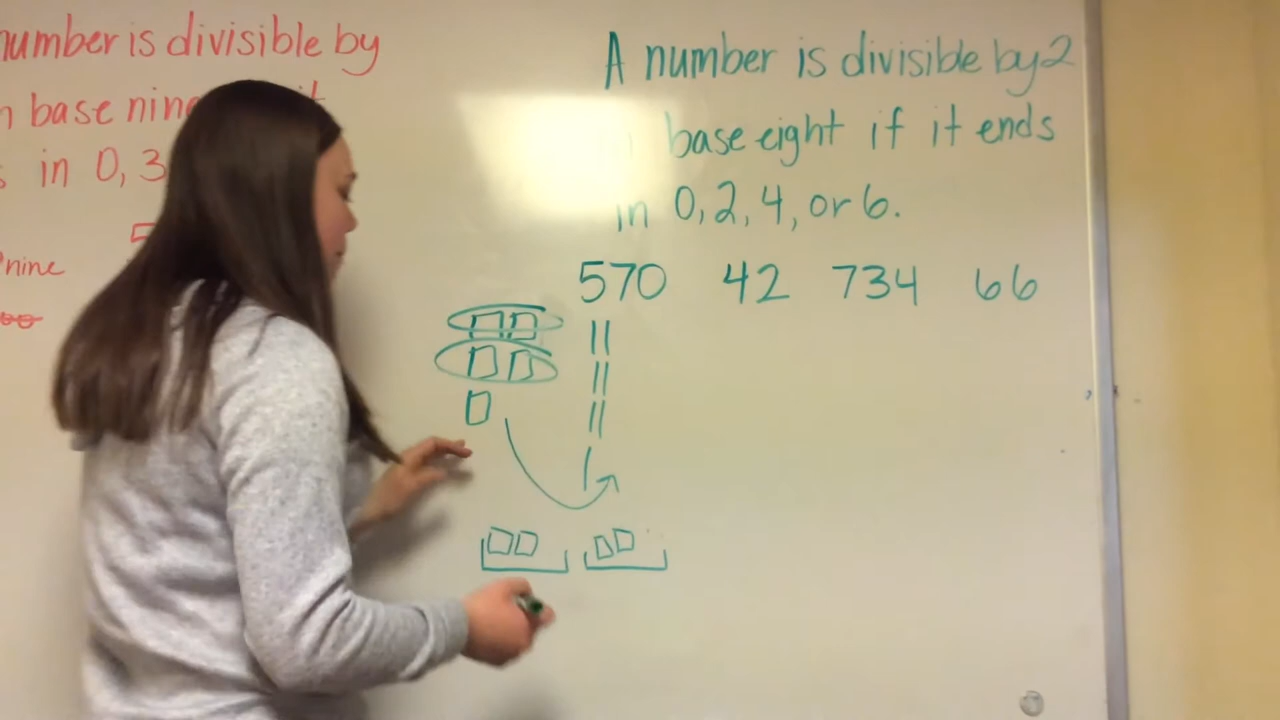 number is divisible by
base nine
in 0, 3
nine
A number is divisible by 2
base eight if it ends
in 0, 2, 4, or 6.
570 42 734 66